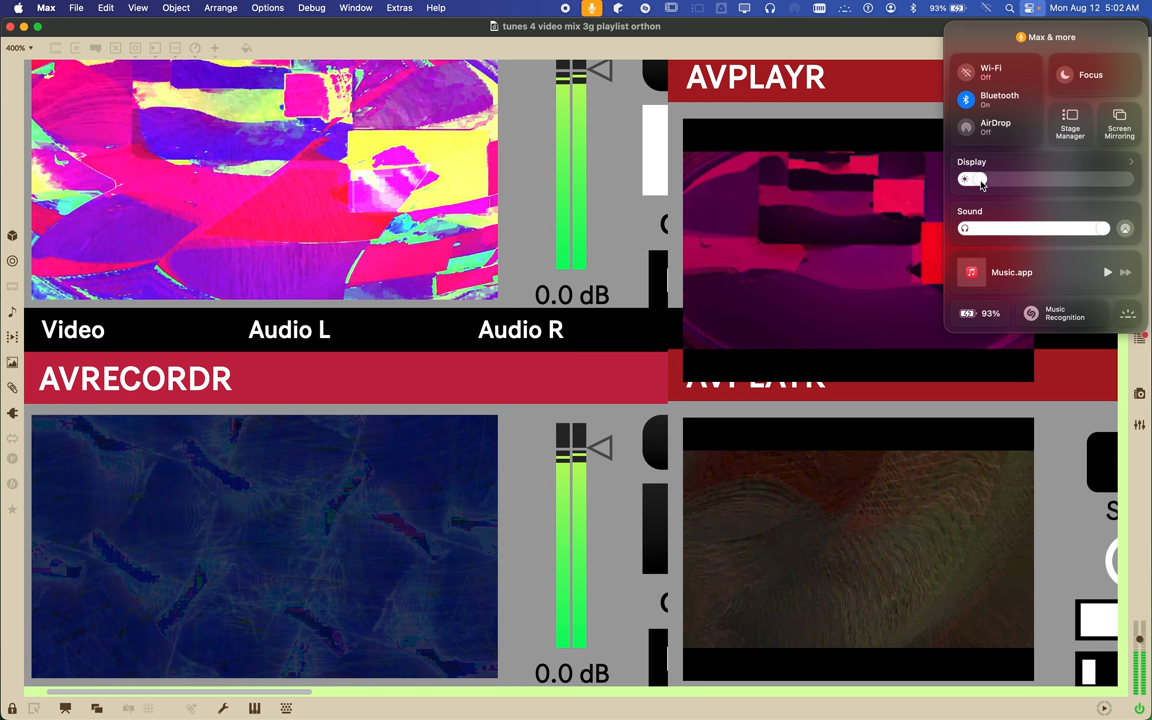 Max File Edit View Object Arrange Options Debug Window Extras Help 93% Mon Aug 12 5:02 AM
tunes 4 video mix 3g playlist orthon
400%
Max & more
Wi-Fi
Off
Focus
Bluetooth
On
AirDrop
Off
Stage
Manager
Screen
Mirroring
Display
Sound
Music.app
93%
Music
Recognition
AVPLAYR
0.0 dB
Video Audio L Audio R
AVRECORDR
0.0 dB